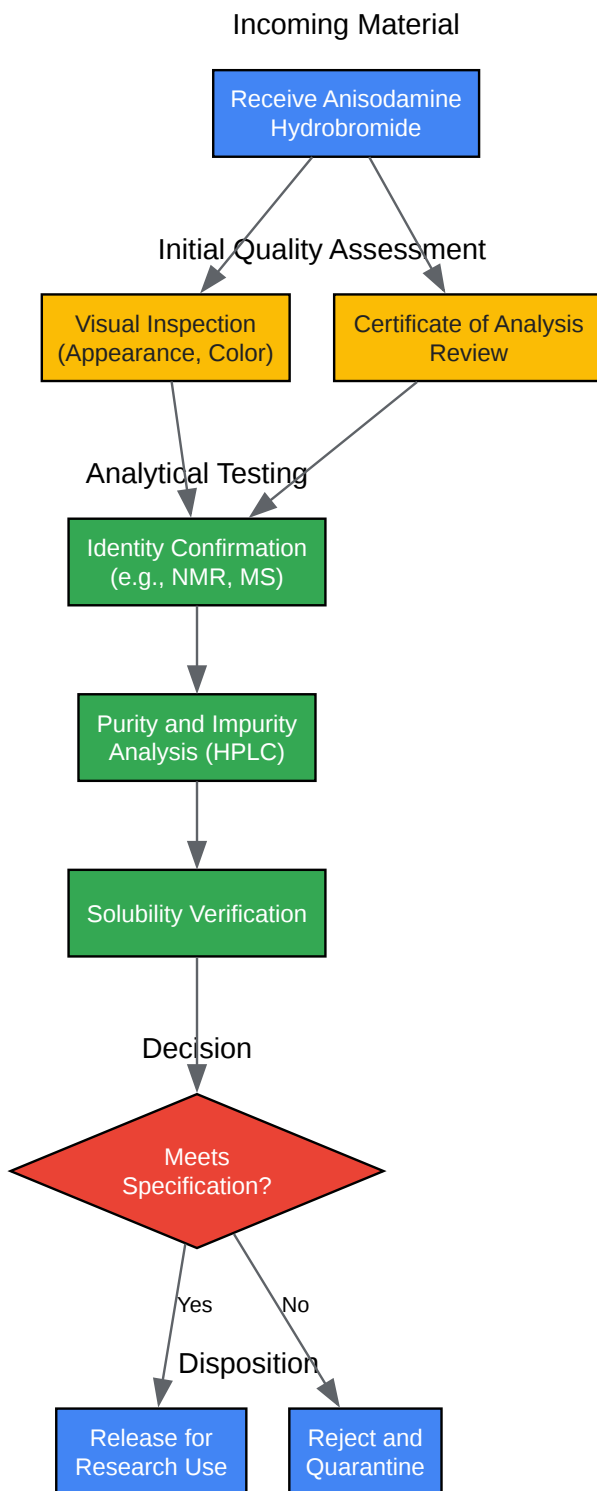 Incoming Material
Receive Anisodamine
Hydrobromide
Initial Quality Assessment
Visual Inspection
(Appearance, Color)
Certificate of Analysis
Review
Analytical Testing
Identity Confirmation
(e.g., NMR, MS)
Purity and Impurity
Analysis (HPLC)
Solubility Verification
Decision
Meets
Specification?
Yes
No
Disposition
Release for
Research Use
Reject and
Quarantine